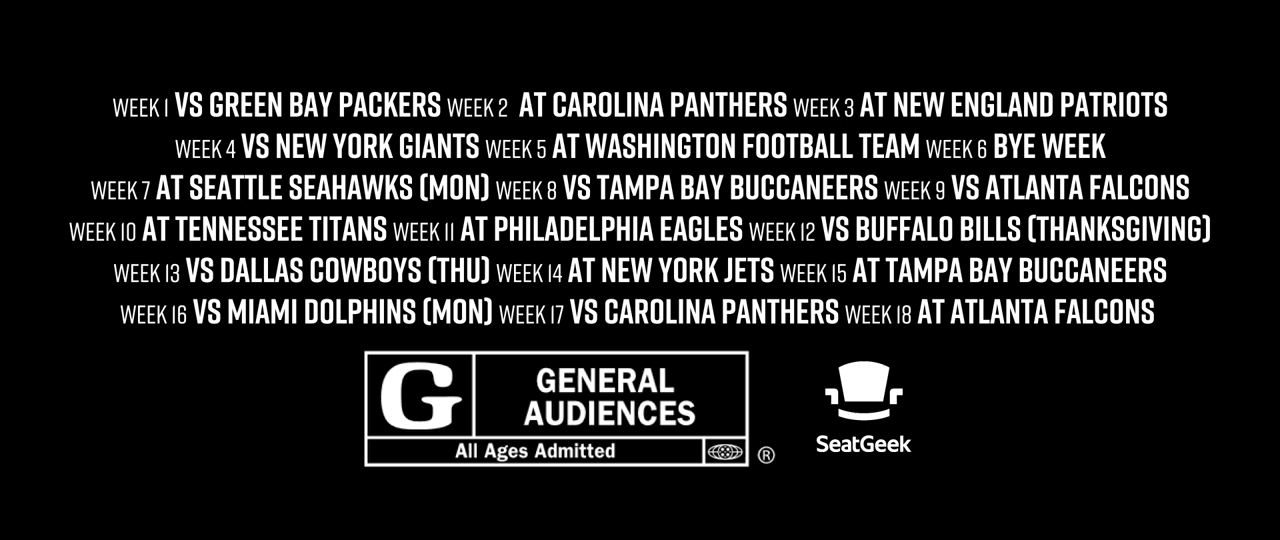 WEEK 1 VS GREEN BAY PACKERS WEEK 2 AT CAROLINA PANTHERS WEEK 3 AT NEW ENGLAND PATRIOTS
WEEK 4 VS NEW YORK GIANTS WEEK 5 AT WASHINGTON FOOTBALL TEAM WEEK 6 BYE WEEK
WEEK 7 AT SEATTLE SEAHAWKS (MON) WEEK 8 VS TAMPA BAY BUCCANEERS WEEK 9 VS ATLANTA FALCONS
WEEK 10 AT TENNESSEE TITANS WEEK 11 AT PHILADELPHIA EAGLES WEEK 12 VS BUFFALO BILLS (THANKSGIVING)
WEEK 13 VS DALLAS COWBOYS (THU) WEEK 14 AT NEW YORK JETS WEEK 15 AT TAMPA BAY BUCCANEERS
WEEK 16 VS MIAMI DOLPHINS (MON) WEEK 17 VS CAROLINA PANTHERS WEEK 18 AT ATLANTA FALCONS
G
GENERAL
AUDIENCES
All Ages Admitted
®
SeatGeek